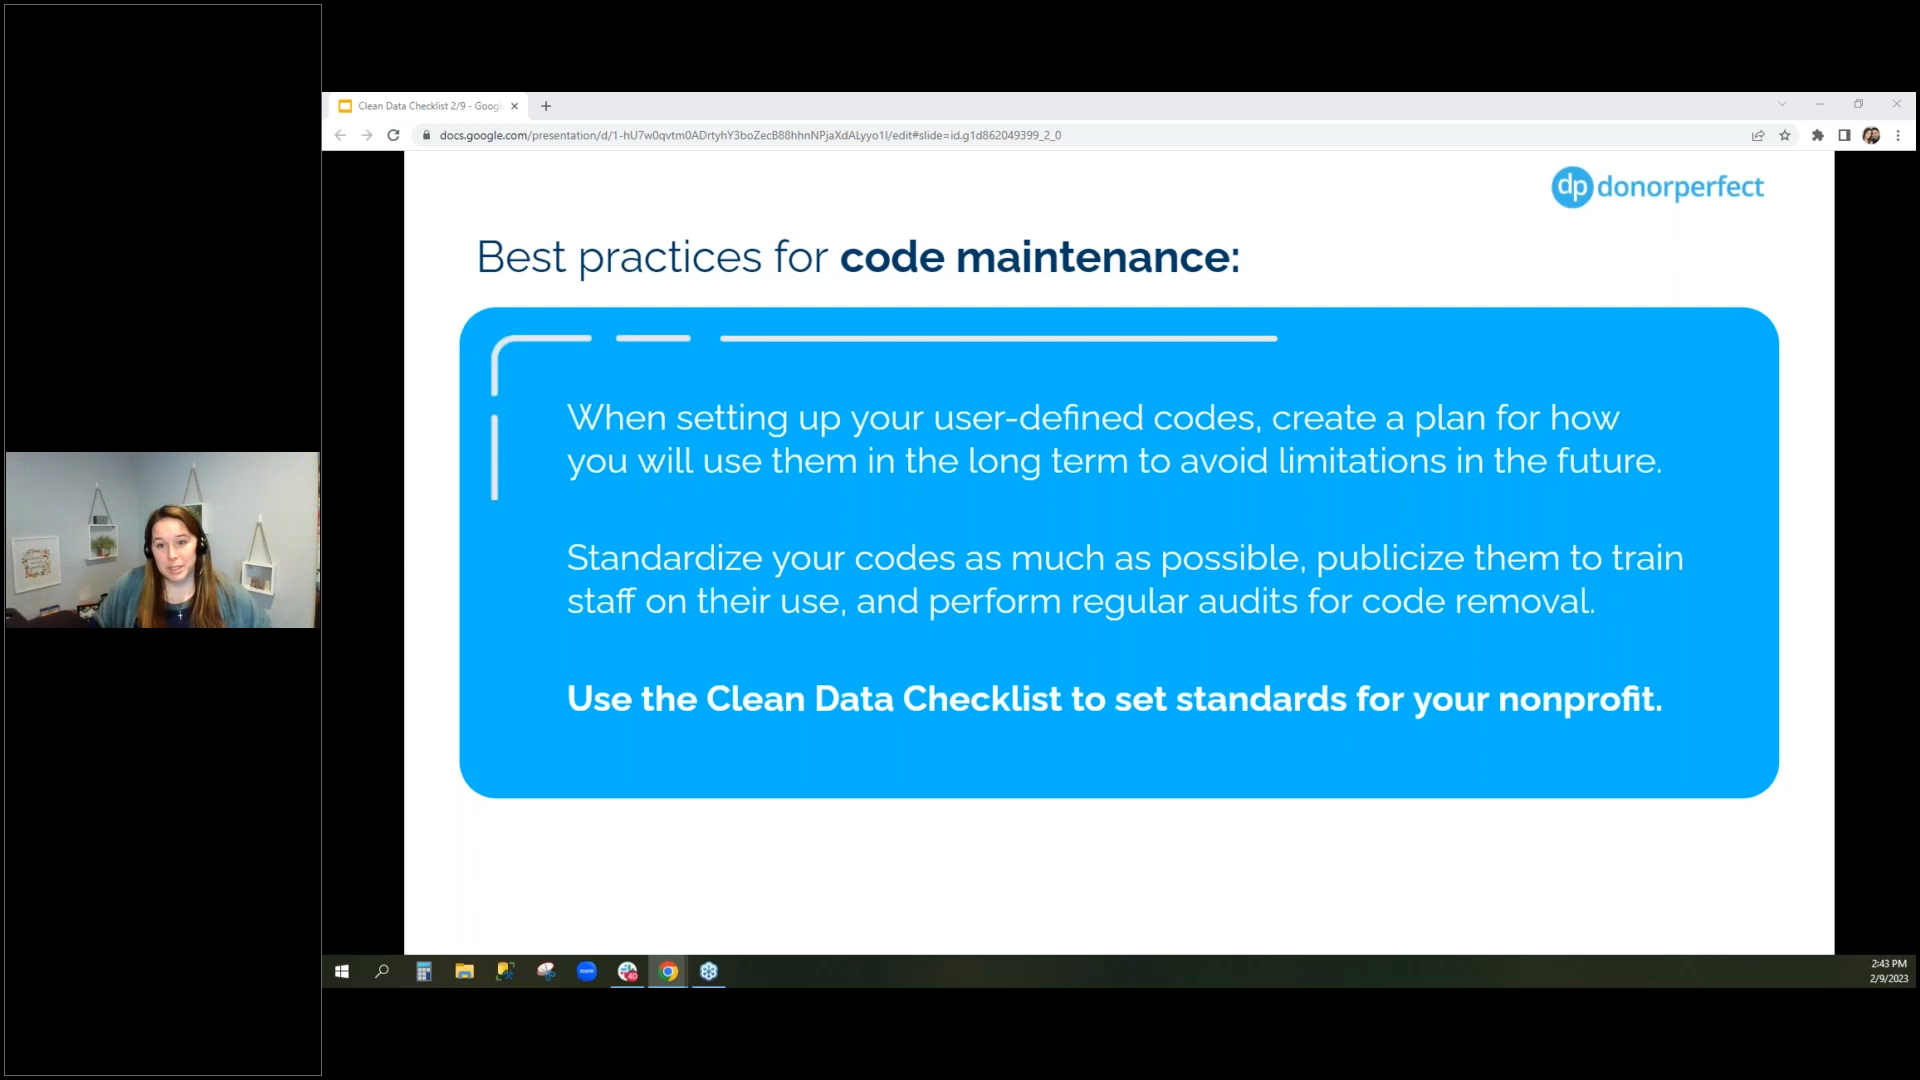 Clean Data Checklist 2/9 - Goog
docs.google.com/presentation/d/1-hU7w0qvtm0ADrtyhY3boZecB88hhnNPjaXdALyyo1I/edit#slide=id.g1d862049399_2_0
dp donorperfect
Best practices for code maintenance:
When setting up your user-defined codes, create a plan for how
you will use them in the long term to avoid limitations in the future.
Standardize your codes as much as possible, publicize them to train
staff on their use, and perform regular audits for code removal.
Use the Clean Data Checklist to set standards for your nonprofit.
zoom
2:43 PM
2/9/2023